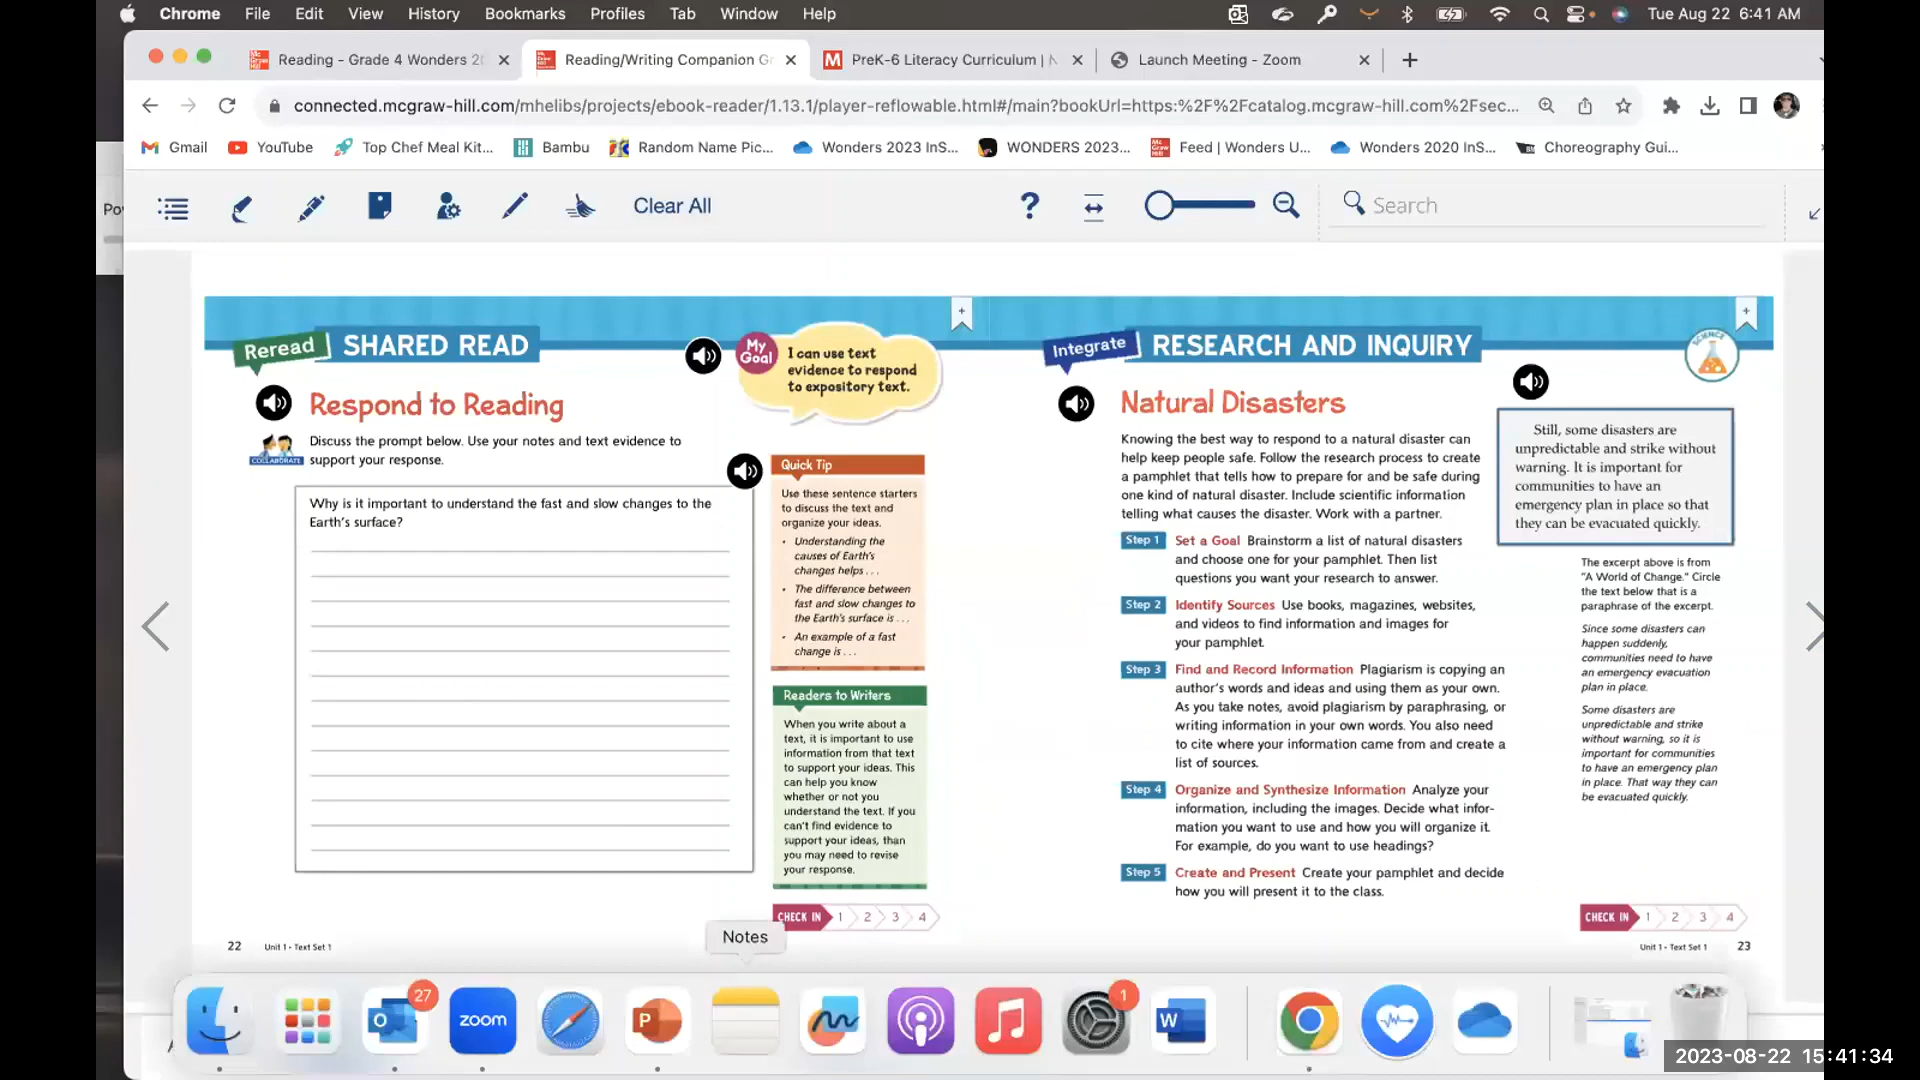 Chrome File Edit View History Bookmarks Profiles Tab Window Help
Tue Aug 22 6:41 AM
Reading - Grade 4 Wonders
Reading/Writing Companion
PreK-6 Literacy Curriculum |
Launch Meeting - Zoom
connected.mcgraw-hill.com/mhelibs/projects/ebook-reader/1.13.1/player-reflowable.html#/main?bookUrl=https:%2F%2Fcatalog.mcgraw-hill.com%2Fsec...
Gmail YouTube Top Chef Meal Kit... Bambu Random Name Pic... Wonders 2023 InS... WONDERS 2023... Feed | Wonders U... Wonders 2020 InS... Choreography Gui...
Clear All
?
Search
Reread SHARED READ
My Goal
I can use text
evidence to respond
to expository text.
Respond to Reading
COLLABORATE
Discuss the prompt below. Use your notes and text evidence to
support your response.
Why is it important to understand the fast and slow changes to the
Earth's surface?
Quick Tip
Use these sentence starters
to discuss the text and
organize your ideas.
• Understanding the
causes of Earth's
changes helps . . .
• The difference between
fast and slow changes to
the Earth's surface is . . .
• An example of a fast
change is . . .
Readers to Writers
When you write about a
text, it is important to use
information from that text
to support your ideas. This
can help you know
whether or not you
understand the text. If you
can't find evidence to
support your ideas, than
you may need to revise
your response.
CHECK IN 1 2 3 4
22 Unit 1 • Text Set 1
Integrate RESEARCH AND INQUIRY
SCIENCE
Natural Disasters
Knowing the best way to respond to a natural disaster can
help keep people safe. Follow the research process to create
a pamphlet that tells how to prepare for and be safe during
one kind of natural disaster. Include scientific information
telling what causes the disaster. Work with a partner.
Step 1 Set a Goal Brainstorm a list of natural disasters
and choose one for your pamphlet. Then list
questions you want your research to answer.
Step 2 Identify Sources Use books, magazines, websites,
and videos to find information and images for
your pamphlet.
Step 3 Find and Record Information Plagiarism is copying an
author's words and ideas and using them as your own.
As you take notes, avoid plagiarism by paraphrasing, or
writing information in your own words. You also need
to cite where your information came from and create a
list of sources.
Step 4 Organize and Synthesize Information Analyze your
information, including the images. Decide what infor-
mation you want to use and how you will organize it.
For example, do you want to use headings?
Step 5 Create and Present Create your pamphlet and decide
how you will present it to the class.
Still, some disasters are
unpredictable and strike without
warning. It is important for
communities to have an
emergency plan in place so that
they can be evacuated quickly.
The excerpt above is from
"A World of Change." Circle
the text below that is a
paraphrase of the excerpt.
Since some disasters can
happen suddenly,
communities need to have
an emergency evacuation
plan in place.
Some disasters are
unpredictable and strike
without warning, so it is
important for communities
to have an emergency plan
in place. That way they can
be evacuated quickly.
CHECK IN 1 2 3 4
Unit 1 • Text Set 1 23
Notes
27
zoom
1
2023-08-22 15:41:34